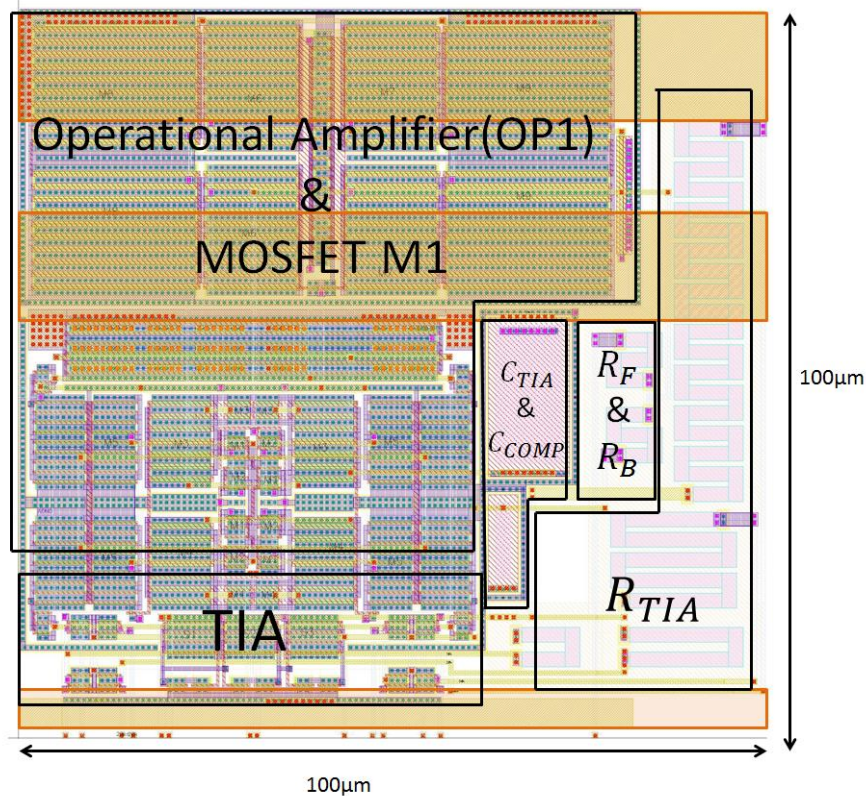 Operational Amplifier(OP1)
&
MOSFET M1
C_TIA
&
C_COMP
R_F
&
R_B
100μm
R_TIA
TIA
100μm